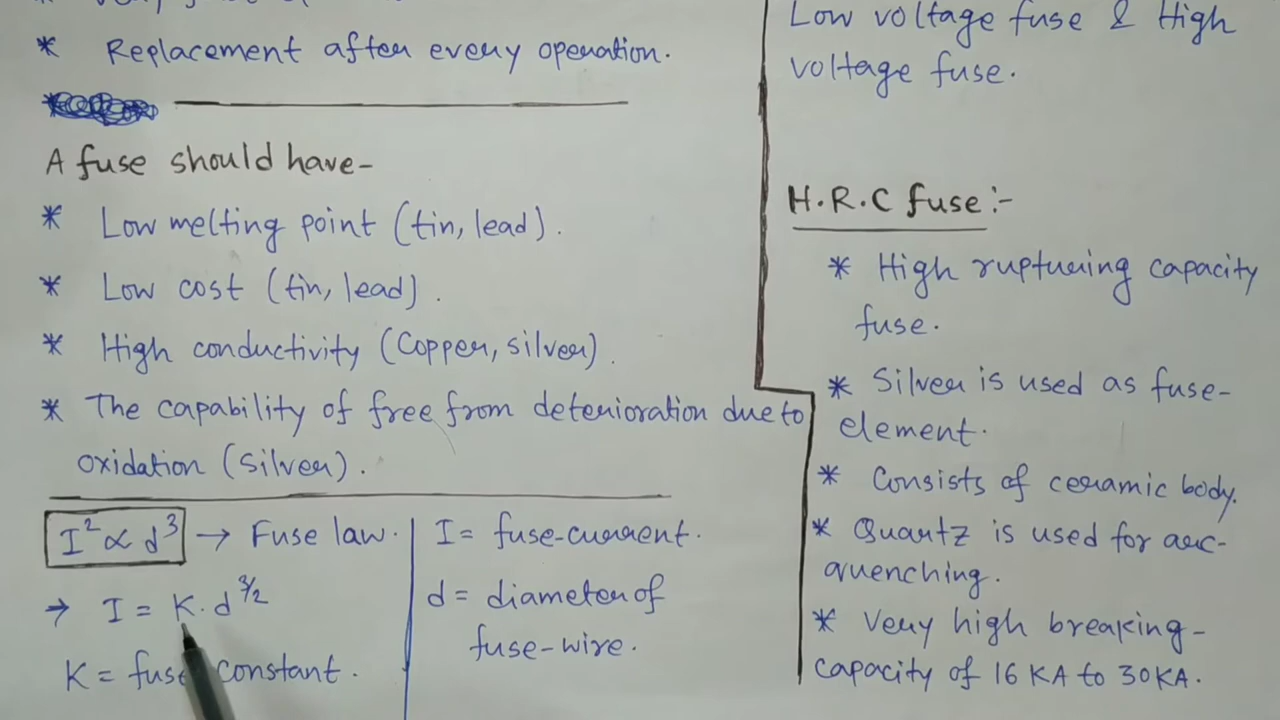 * Replacement after every operation.
A fuse should have-
* Low melting point (tin, lead).
* Low cost (tin, lead).
* High conductivity (Copper, silver).
* The capability of free from deterioration due to
oxidation (Silver).
I² ∝ d³ → Fuse law.
→ I = K. d^3/2
K = fuse constant.
I = fuse-current.
d = diameter of
fuse-wire.
Low voltage fuse & High
voltage fuse.
H.R.C fuse:-
* High rupturing capacity
fuse.
* Silver is used as fuse-
element.
* Consists of ceramic body.
* Quartz is used for arc-
quenching.
* Very high breaking-
capacity of 16 KA to 30KA.